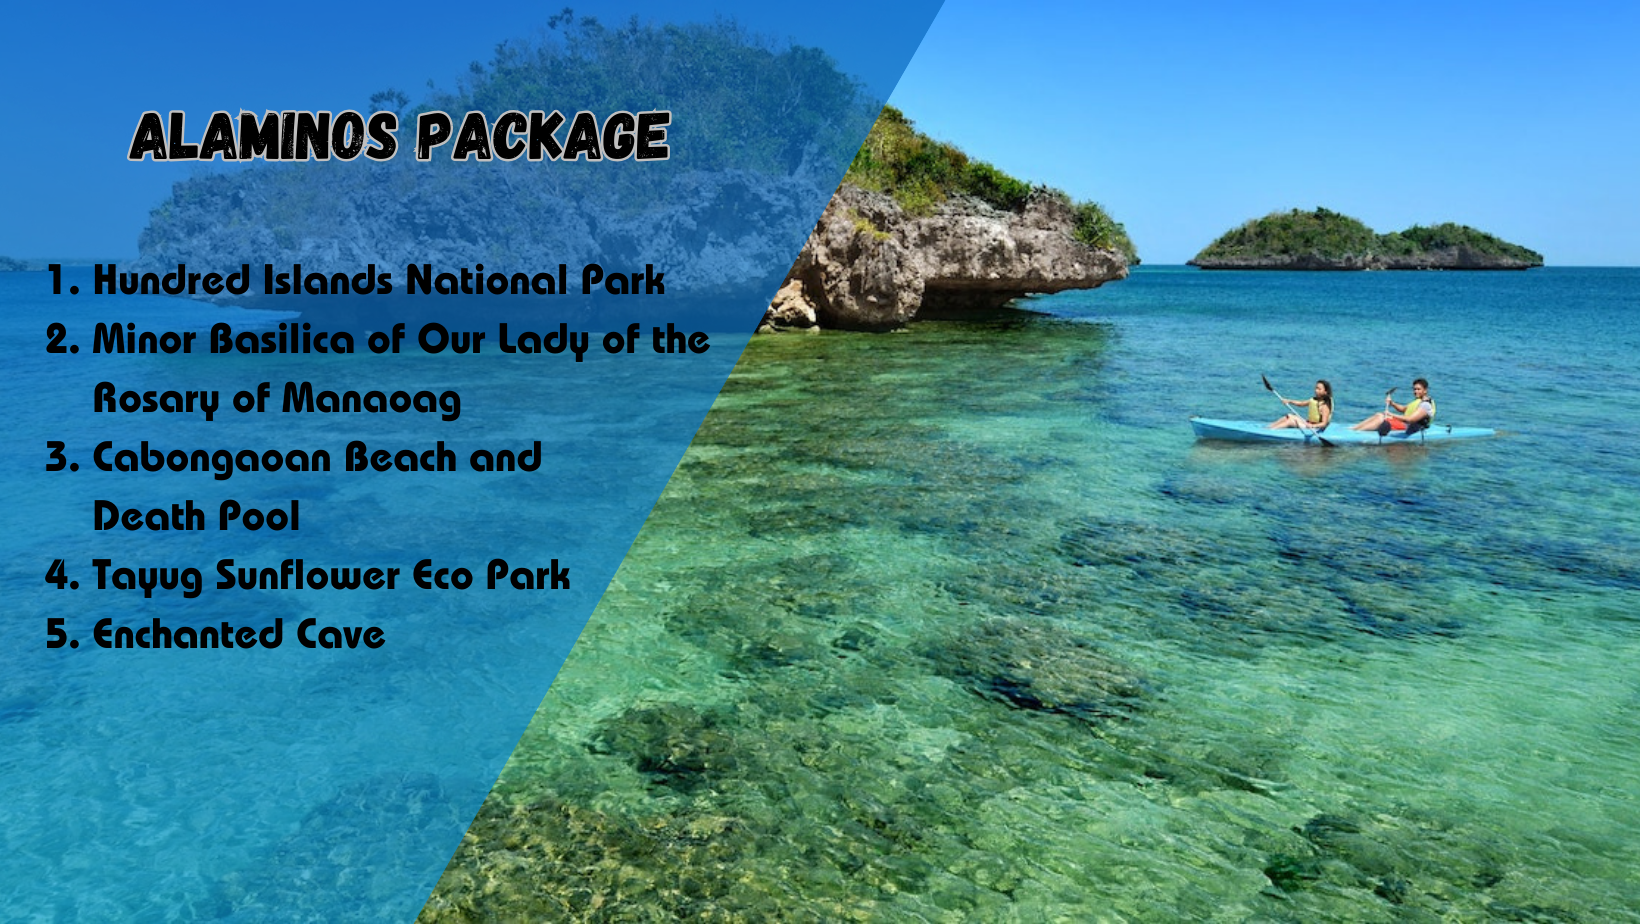 ALAMINOS PACKAGE
1. Hundred Islands National Park
2. Minor Basilica of Our Lady of the
Rosary of Manaoag
3. Cabongaoan Beach and
Death Pool
4. Tayug Sunflower Eco Park
5. Enchanted Cave